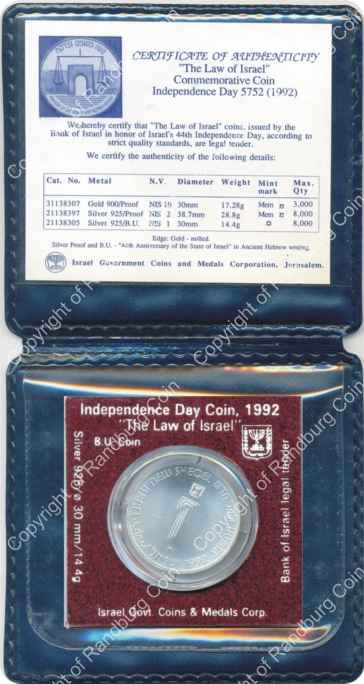 CERTIFICATE OF AUTHENTICITY
"The Law of Israel"
Commemorative Coin
Independence Day 5752 (1992)
We hereby certify that "The Law of Israel" coins, issued by the
Bank of Israel in honor of Israel's 44th Independence Day, according to
strict quality standards, are legal tender.
We certify the authenticity of the following details:
Cat. No. Metal N.V. Diameter Weight Mint mark Max. Qty
31138307 Gold 900/Proof NIS 10 30mm 17.28g Mem 3,000
21138397 Silver 925/Proof NIS 2 38.7mm 28.8g Mem 8,000
21138305 Silver 925/B.U. NIS 1 30mm 14.4g 8,000
Edge: Gold - milled.
Silver Proof and B.U. - "44th Anniversary of the State of Israel" in Ancient Hebrew writing.
Israel Government Coins and Medals Corporation, Jerusalem.
Independence Day Coin, 1992
"The Law of Israel"
B.U. Coin
Silver 925/ø 30 mm/14.4g
Bank of Israel legal tender
Israel Govt. Coins & Medals Corp.
Copyright of Randburg Coin